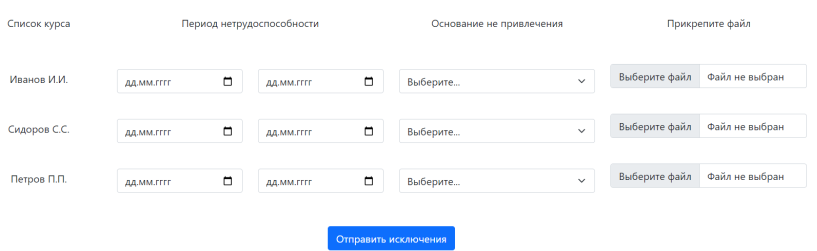 Список курса Период нетрудоспособности Основание не привлечения Прикрепите файл
Иванов И.И. дд.мм.гггг дд.мм.гггг Выберите... Выберите файл Файл не выбран
Сидоров С.С. дд.мм.гггг дд.мм.гггг Выберите... Выберите файл Файл не выбран
Петров П.П. дд.мм.гггг дд.мм.гггг Выберите... Выберите файл Файл не выбран
Отправить исключения